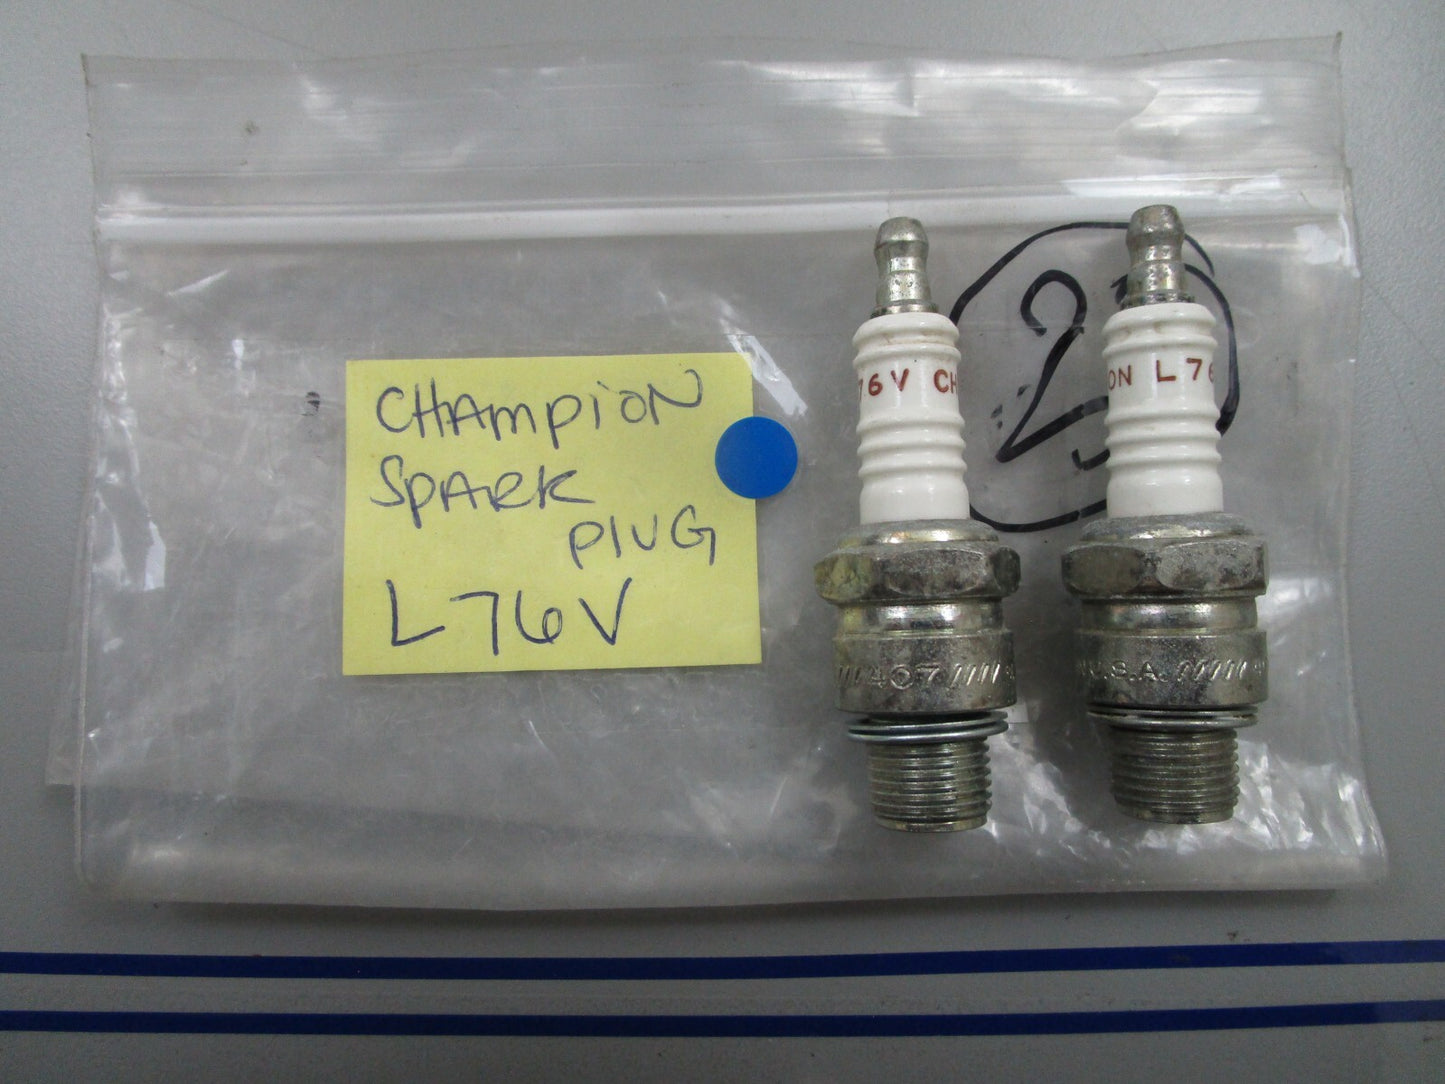 CHAmpiON
SPARK
PlUG
L76V
2
76V CH
ON L76
407
U.S.A.